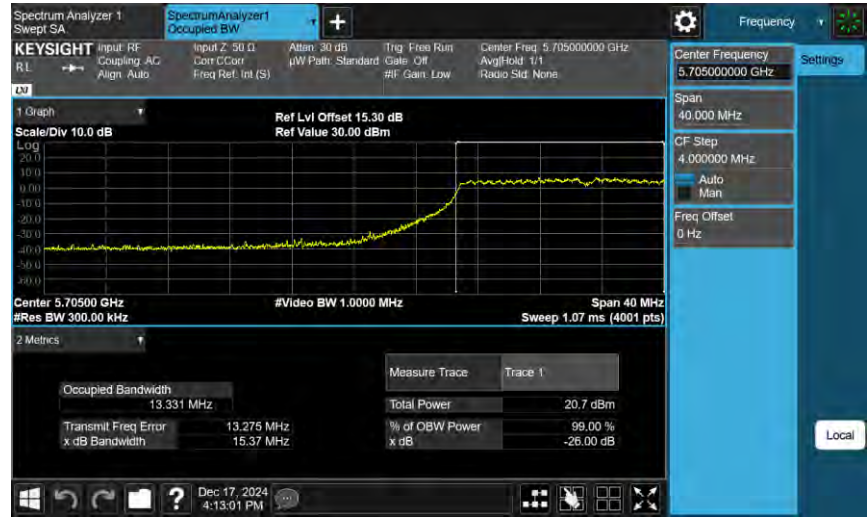 Spectrum Analyzer 1
Swept SA
SpectrumAnalyzer1
Occupied BW
Frequency
KEYSIGHT
RL
LXI
Input: RF
Coupling: AC
Align: Auto
Input Z: 50 Ω
Corr CCorr
Freq Ref: Int (S)
Atten: 30 dB
µW Path: Standard
Trig: Free Run
Gate: Off
#IF Gain: Low
Center Freq: 5.705000000 GHz
Avg|Hold: 1/1
Radio Std: None
Center Frequency
5.705000000 GHz
Settings
Span
40.000 MHz
CF Step
4.000000 MHz
Auto
Man
Freq Offset
0 Hz
1 Graph
Scale/Div 10.0 dB
Ref Lvl Offset 15.30 dB
Ref Value 30.00 dBm
Log
20.0
10.0
0.00
-10.0
-20.0
-30.0
-40.0
-50.0
-60.0
Center 5.70500 GHz
#Res BW 300.00 kHz
#Video BW 1.0000 MHz
Span 40 MHz
Sweep 1.07 ms (4001 pts)
2 Metrics
Measure Trace Trace 1
Occupied Bandwidth
13.331 MHz
Total Power 20.7 dBm
Transmit Freq Error 13.275 MHz
% of OBW Power 99.00 %
x dB Bandwidth 15.37 MHz
x dB -26.00 dB
Local
?
Dec 17, 2024
4:13:01 PM